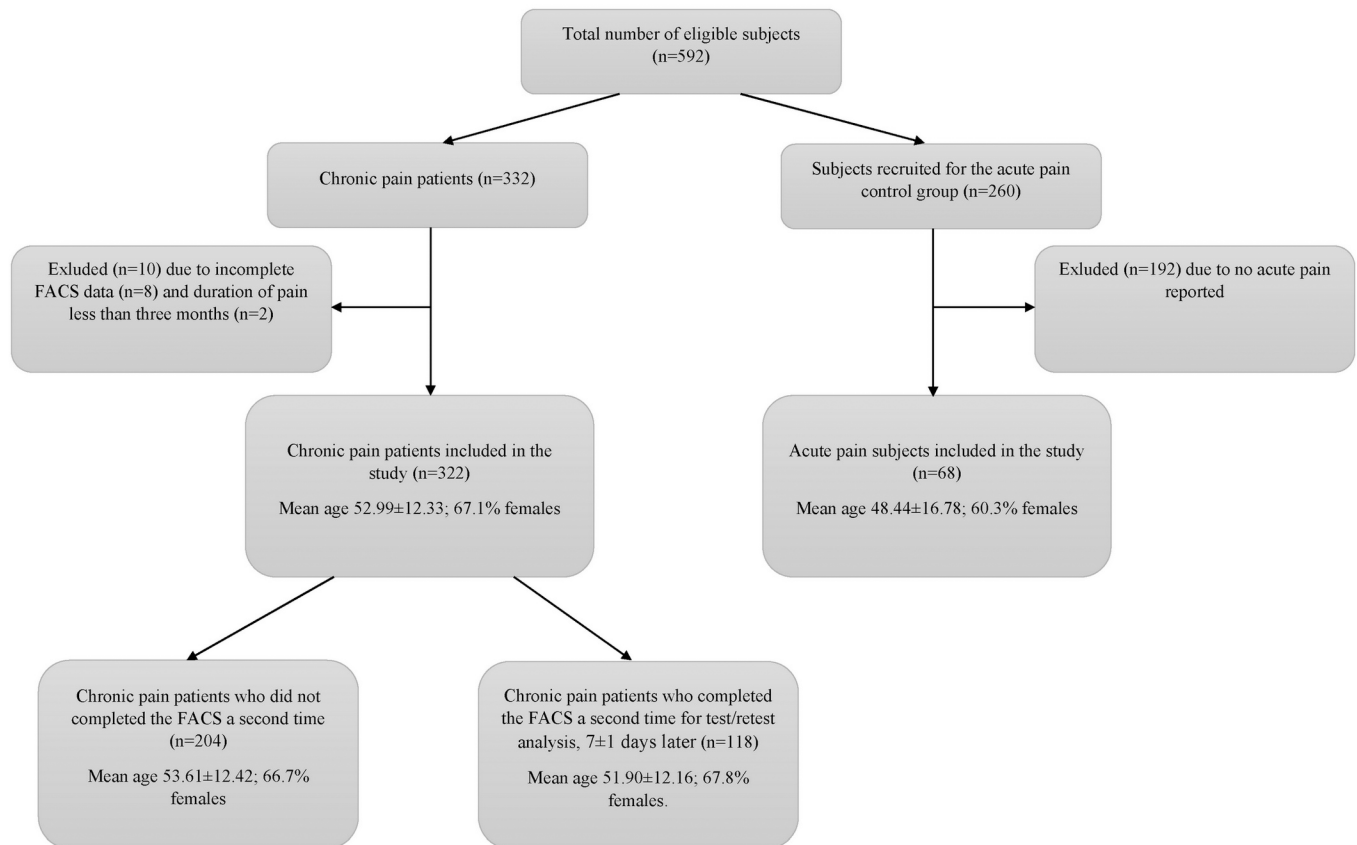 Total number of eligible subjects
(n=592)
Chronic pain patients (n=332)
Subjects recruited for the acute pain
control group (n=260)
Exluded (n=10) due to incomplete
FACS data (n=8) and duration of pain
less than three months (n=2)
Exluded (n=192) due to no acute pain
reported
Chronic pain patients included in the
study (n=322)
Mean age 52.99±12.33; 67.1% females
Acute pain subjects included in the study
(n=68)
Mean age 48.44±16.78; 60.3% females
Chronic pain patients who did not
completed the FACS a second time
(n=204)
Mean age 53.61±12.42; 66.7%
females
Chronic pain patients who completed
the FACS a second time for test/retest
analysis, 7±1 days later (n=118)
Mean age 51.90±12.16; 67.8%
females.